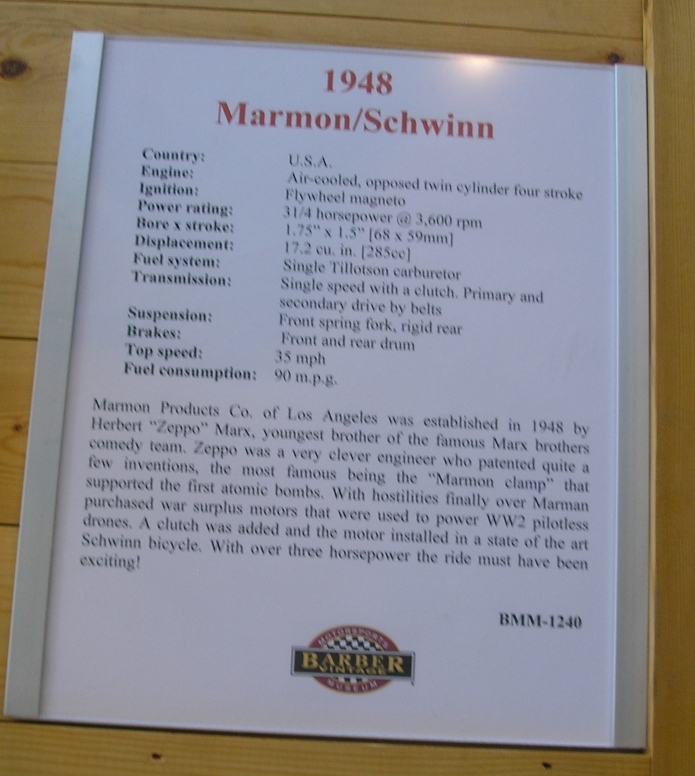 1948
Marmon/Schwinn
Country: U.S.A.
Engine: Air-cooled, opposed twin cylinder four stroke
Ignition: Flywheel magneto
Power rating: 31/4 horsepower @ 3,600 rpm
Bore x stroke: 1.75" x 1.5" [68 x 59mm]
Displacement: 17.2 cu. in. [285cc]
Fuel system: Single Tillotson carburetor
Transmission: Single speed with a clutch. Primary and
secondary drive by belts
Suspension: Front spring fork, rigid rear
Brakes: Front and rear drum
Top speed: 35 mph
Fuel consumption: 90 m.p.g.
Marmon Products Co. of Los Angeles was established in 1948 by
Herbert "Zeppo" Marx, youngest brother of the famous Marx brothers
comedy team. Zeppo was a very clever engineer who patented quite a
few inventions, the most famous being the "Marmon clamp" that
supported the first atomic bombs. With hostilities finally over Marman
purchased war surplus motors that were used to power WW2 pilotless
drones. A clutch was added and the motor installed in a state of the art
Schwinn bicycle. With over three horsepower the ride must have been
exciting!
BMM-1240
MOTORSPORTS
BARBER
VINTAGE
MUSEUM